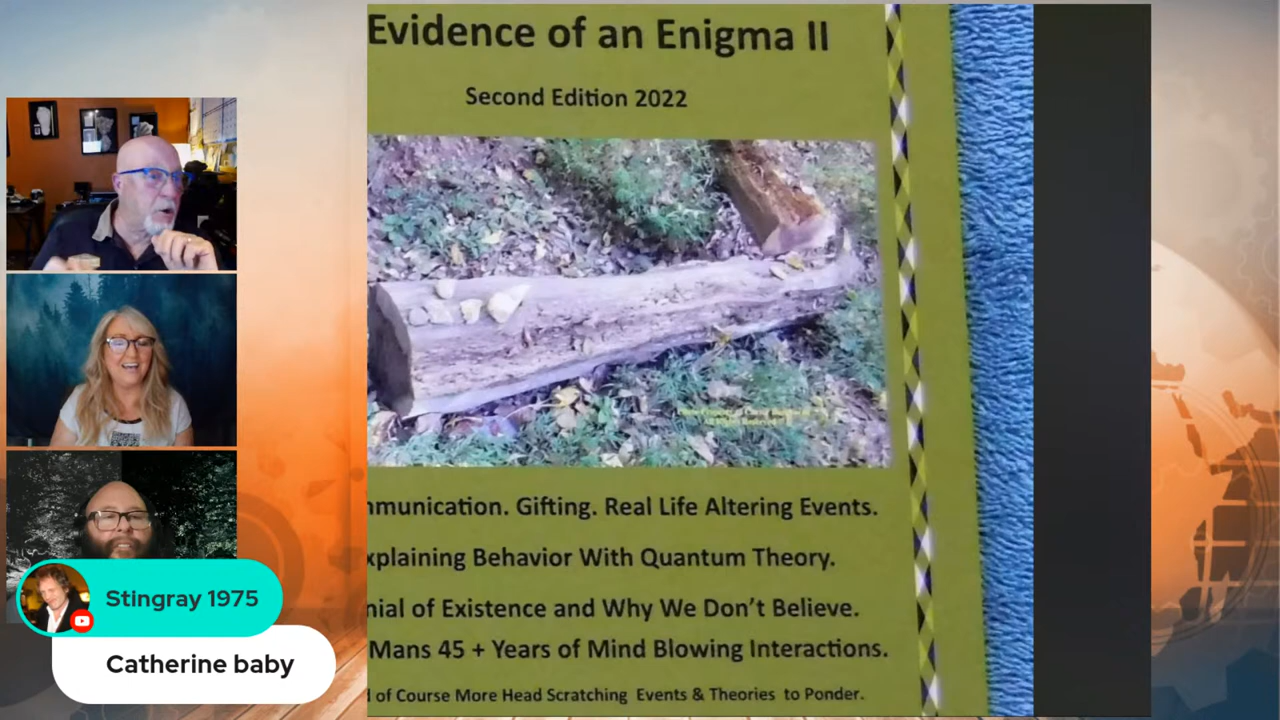 Evidence of an Enigma II
Second Edition 2022
mmunication. Gifting. Real Life Altering Events.
xplaining Behavior With Quantum Theory.
nial of Existence and Why We Don't Believe.
Mans 45 + Years of Mind Blowing Interactions.
d of Course More Head Scratching Events & Theories to Ponder.
Stingray 1975
Catherine baby